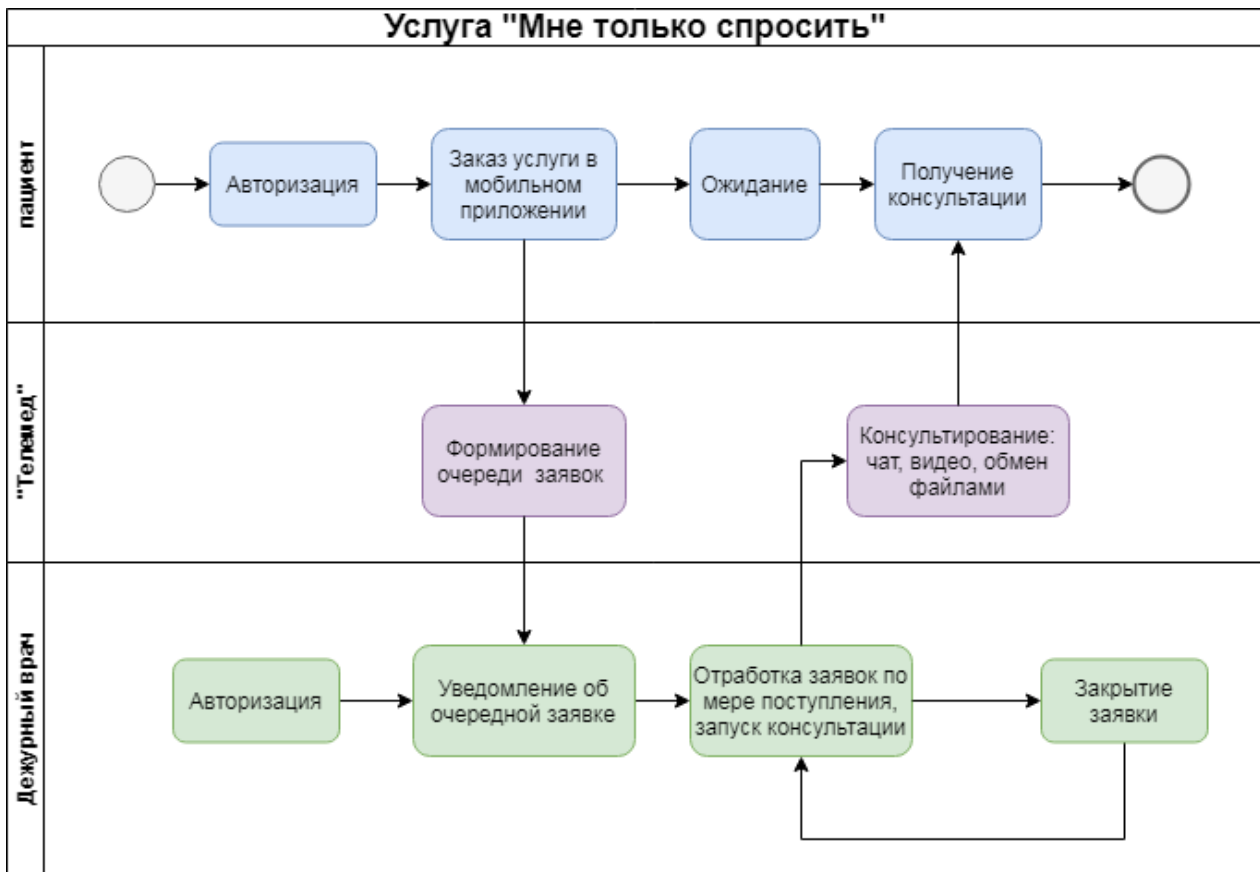 Услуга "Мне только спросить"
пациент
Авторизация
Заказ услуги в
мобильном
приложении
Ожидание
Получение
консультации
"Телемед"
Формирование
очереди заявок
Консультирование:
чат, видео, обмен
файлами
Дежурный врач
Авторизация
Уведомление об
очередной заявке
Отработка заявок по
мере поступления,
запуск консультации
Закрытие
заявки